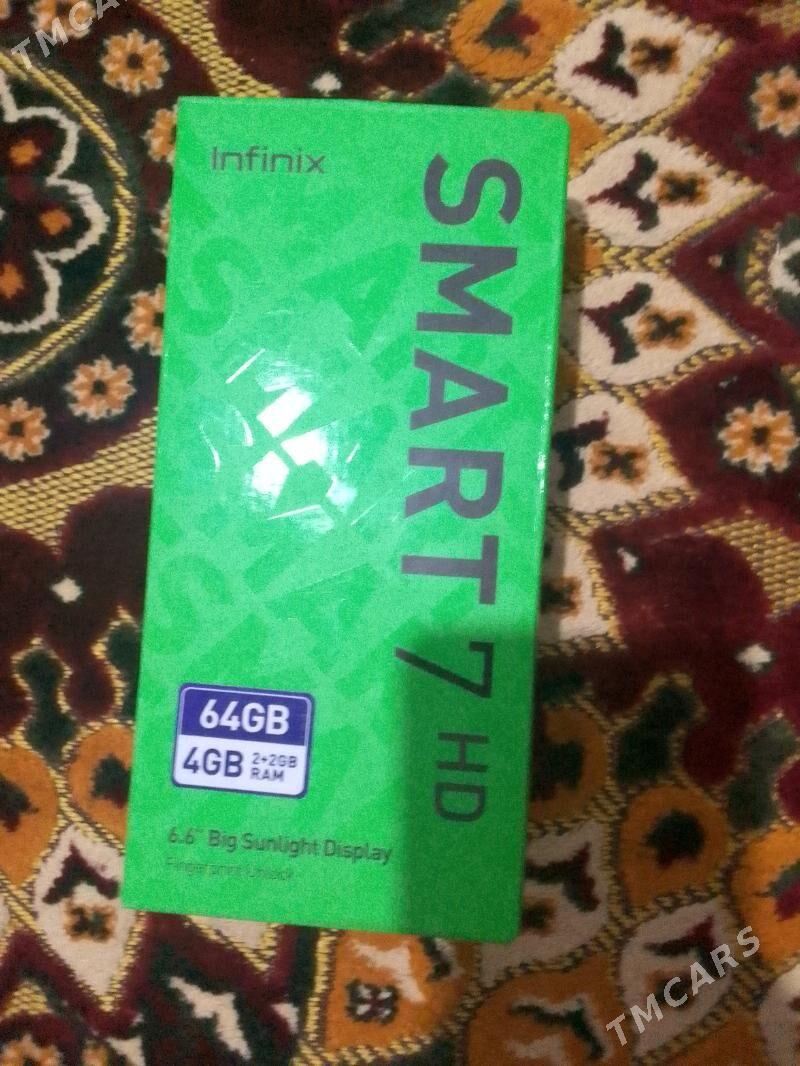 TMCARS
Infinix
SMART 7 HD
64GB
4GB 2+2GB RAM
6.6" Big Sunlight Display
Fingerprint Unlock
TMCARS